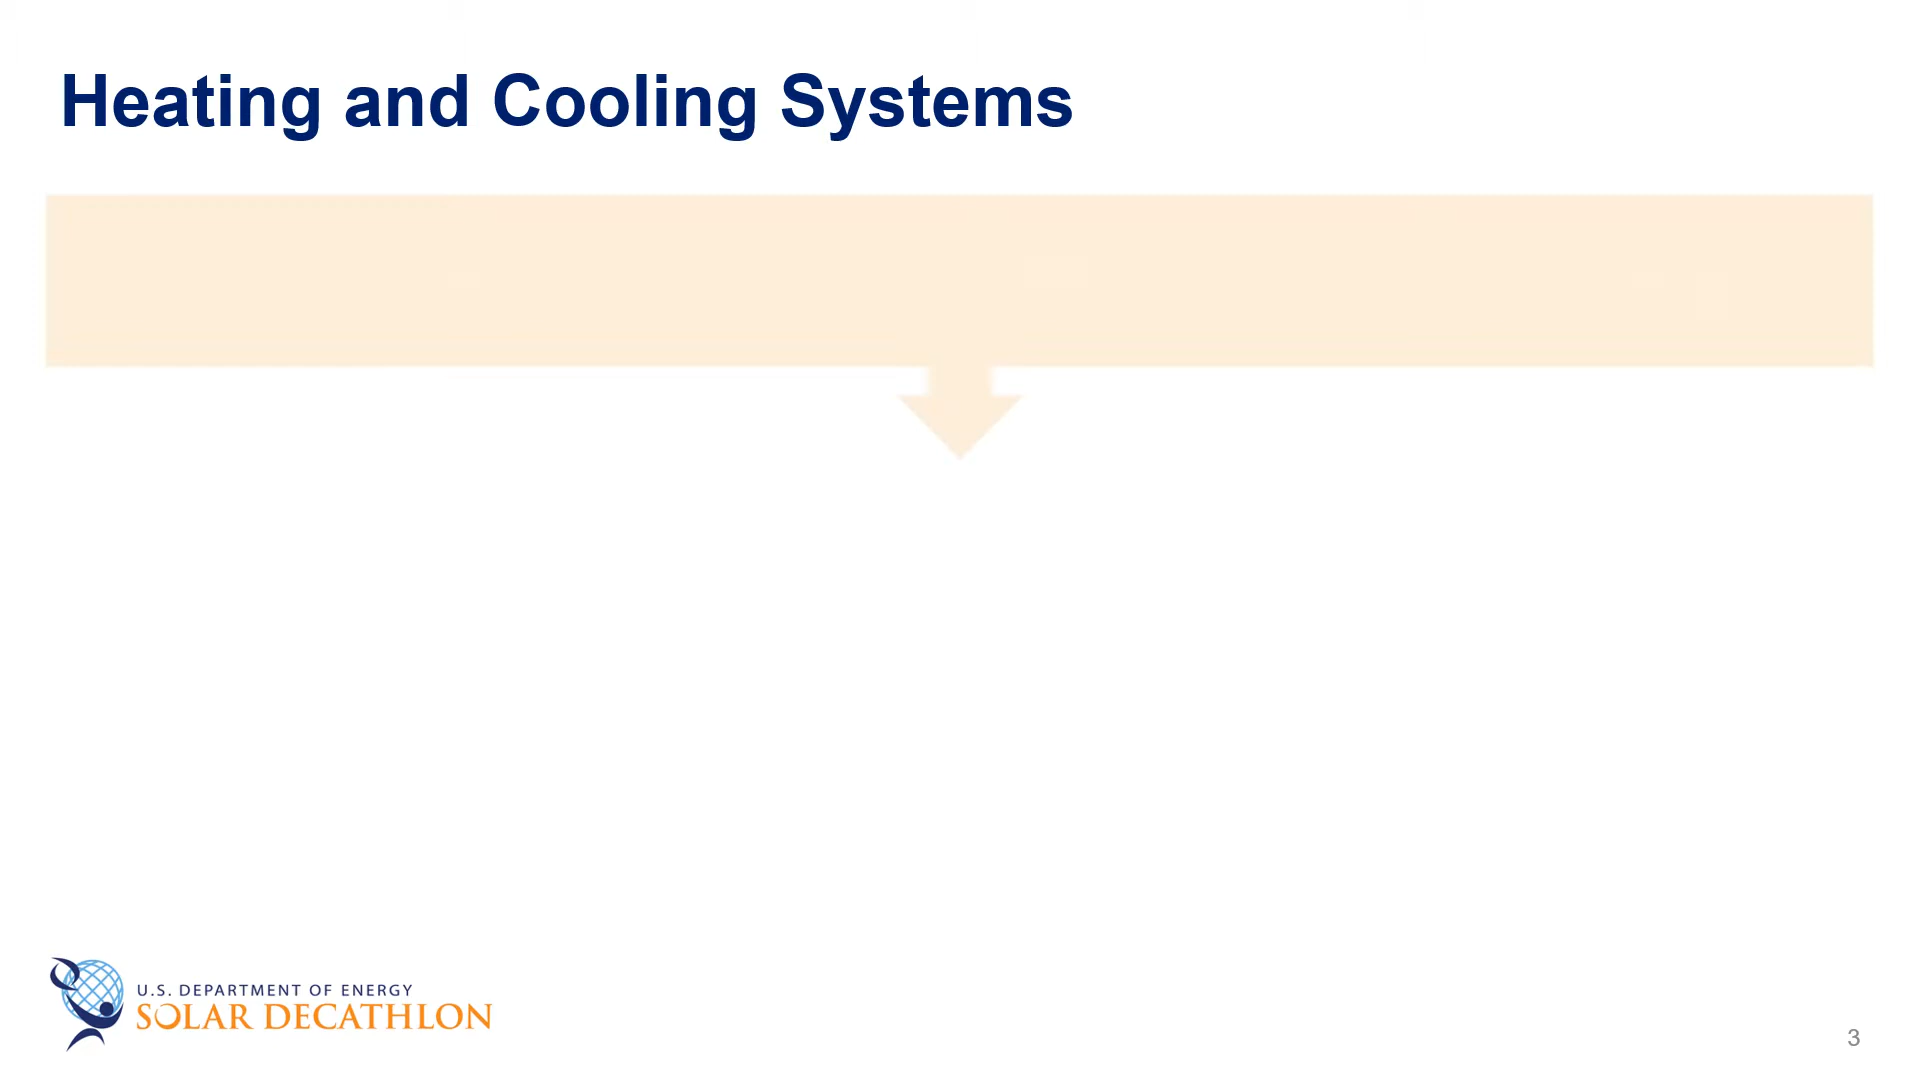 Heating and Cooling Systems
U.S. DEPARTMENT OF ENERGY
SOLAR DECATHLON
3